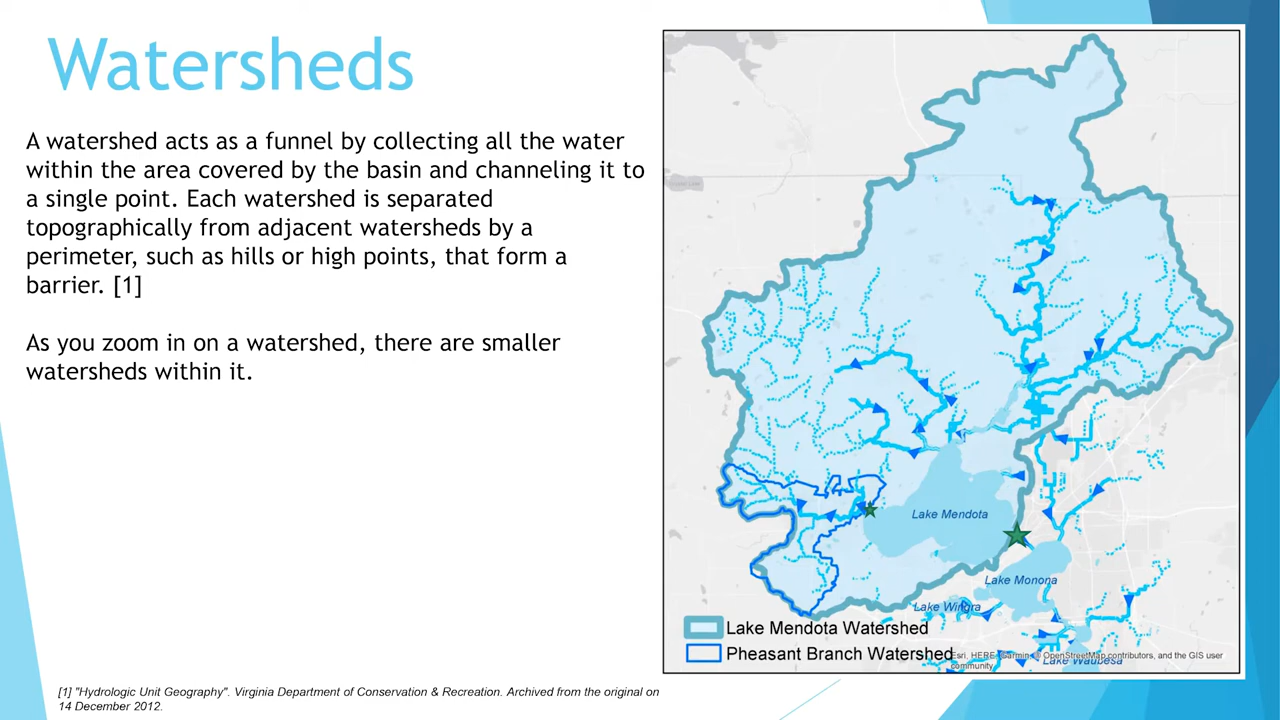 Watersheds
A watershed acts as a funnel by collecting all the water
within the area covered by the basin and channeling it to
a single point. Each watershed is separated
topographically from adjacent watersheds by a
perimeter, such as hills or high points, that form a
barrier. [1]
As you zoom in on a watershed, there are smaller
watersheds within it.
Lake Mendota
Lake Monona
Lake Wingra
Lake Waubesa
Lake Mendota Watershed
Pheasant Branch Watershed
Esri, HERE, Garmin, © OpenStreetMap contributors, and the GIS user
community
[1] "Hydrologic Unit Geography". Virginia Department of Conservation & Recreation. Archived from the original on
14 December 2012.